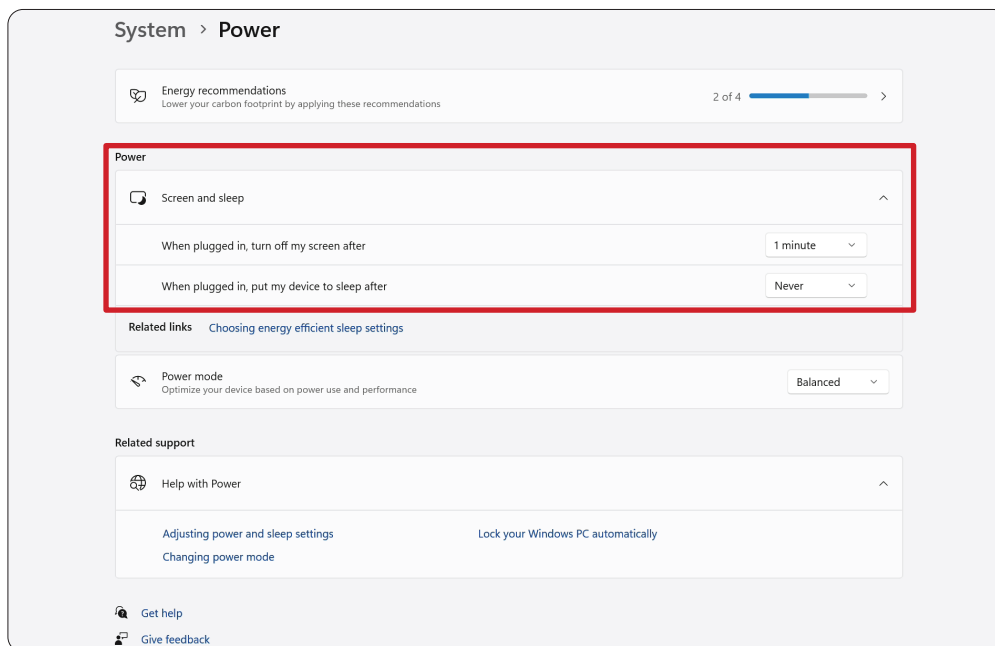 System > Power
Energy recommendations
Lower your carbon footprint by applying these recommendations
2 of 4
Power
Screen and sleep
When plugged in, turn off my screen after
1 minute
When plugged in, put my device to sleep after
Never
Related links Choosing energy efficient sleep settings
Power mode
Optimize your device based on power use and performance
Balanced
Related support
Help with Power
Adjusting power and sleep settings
Lock your Windows PC automatically
Changing power mode
Get help
Give feedback